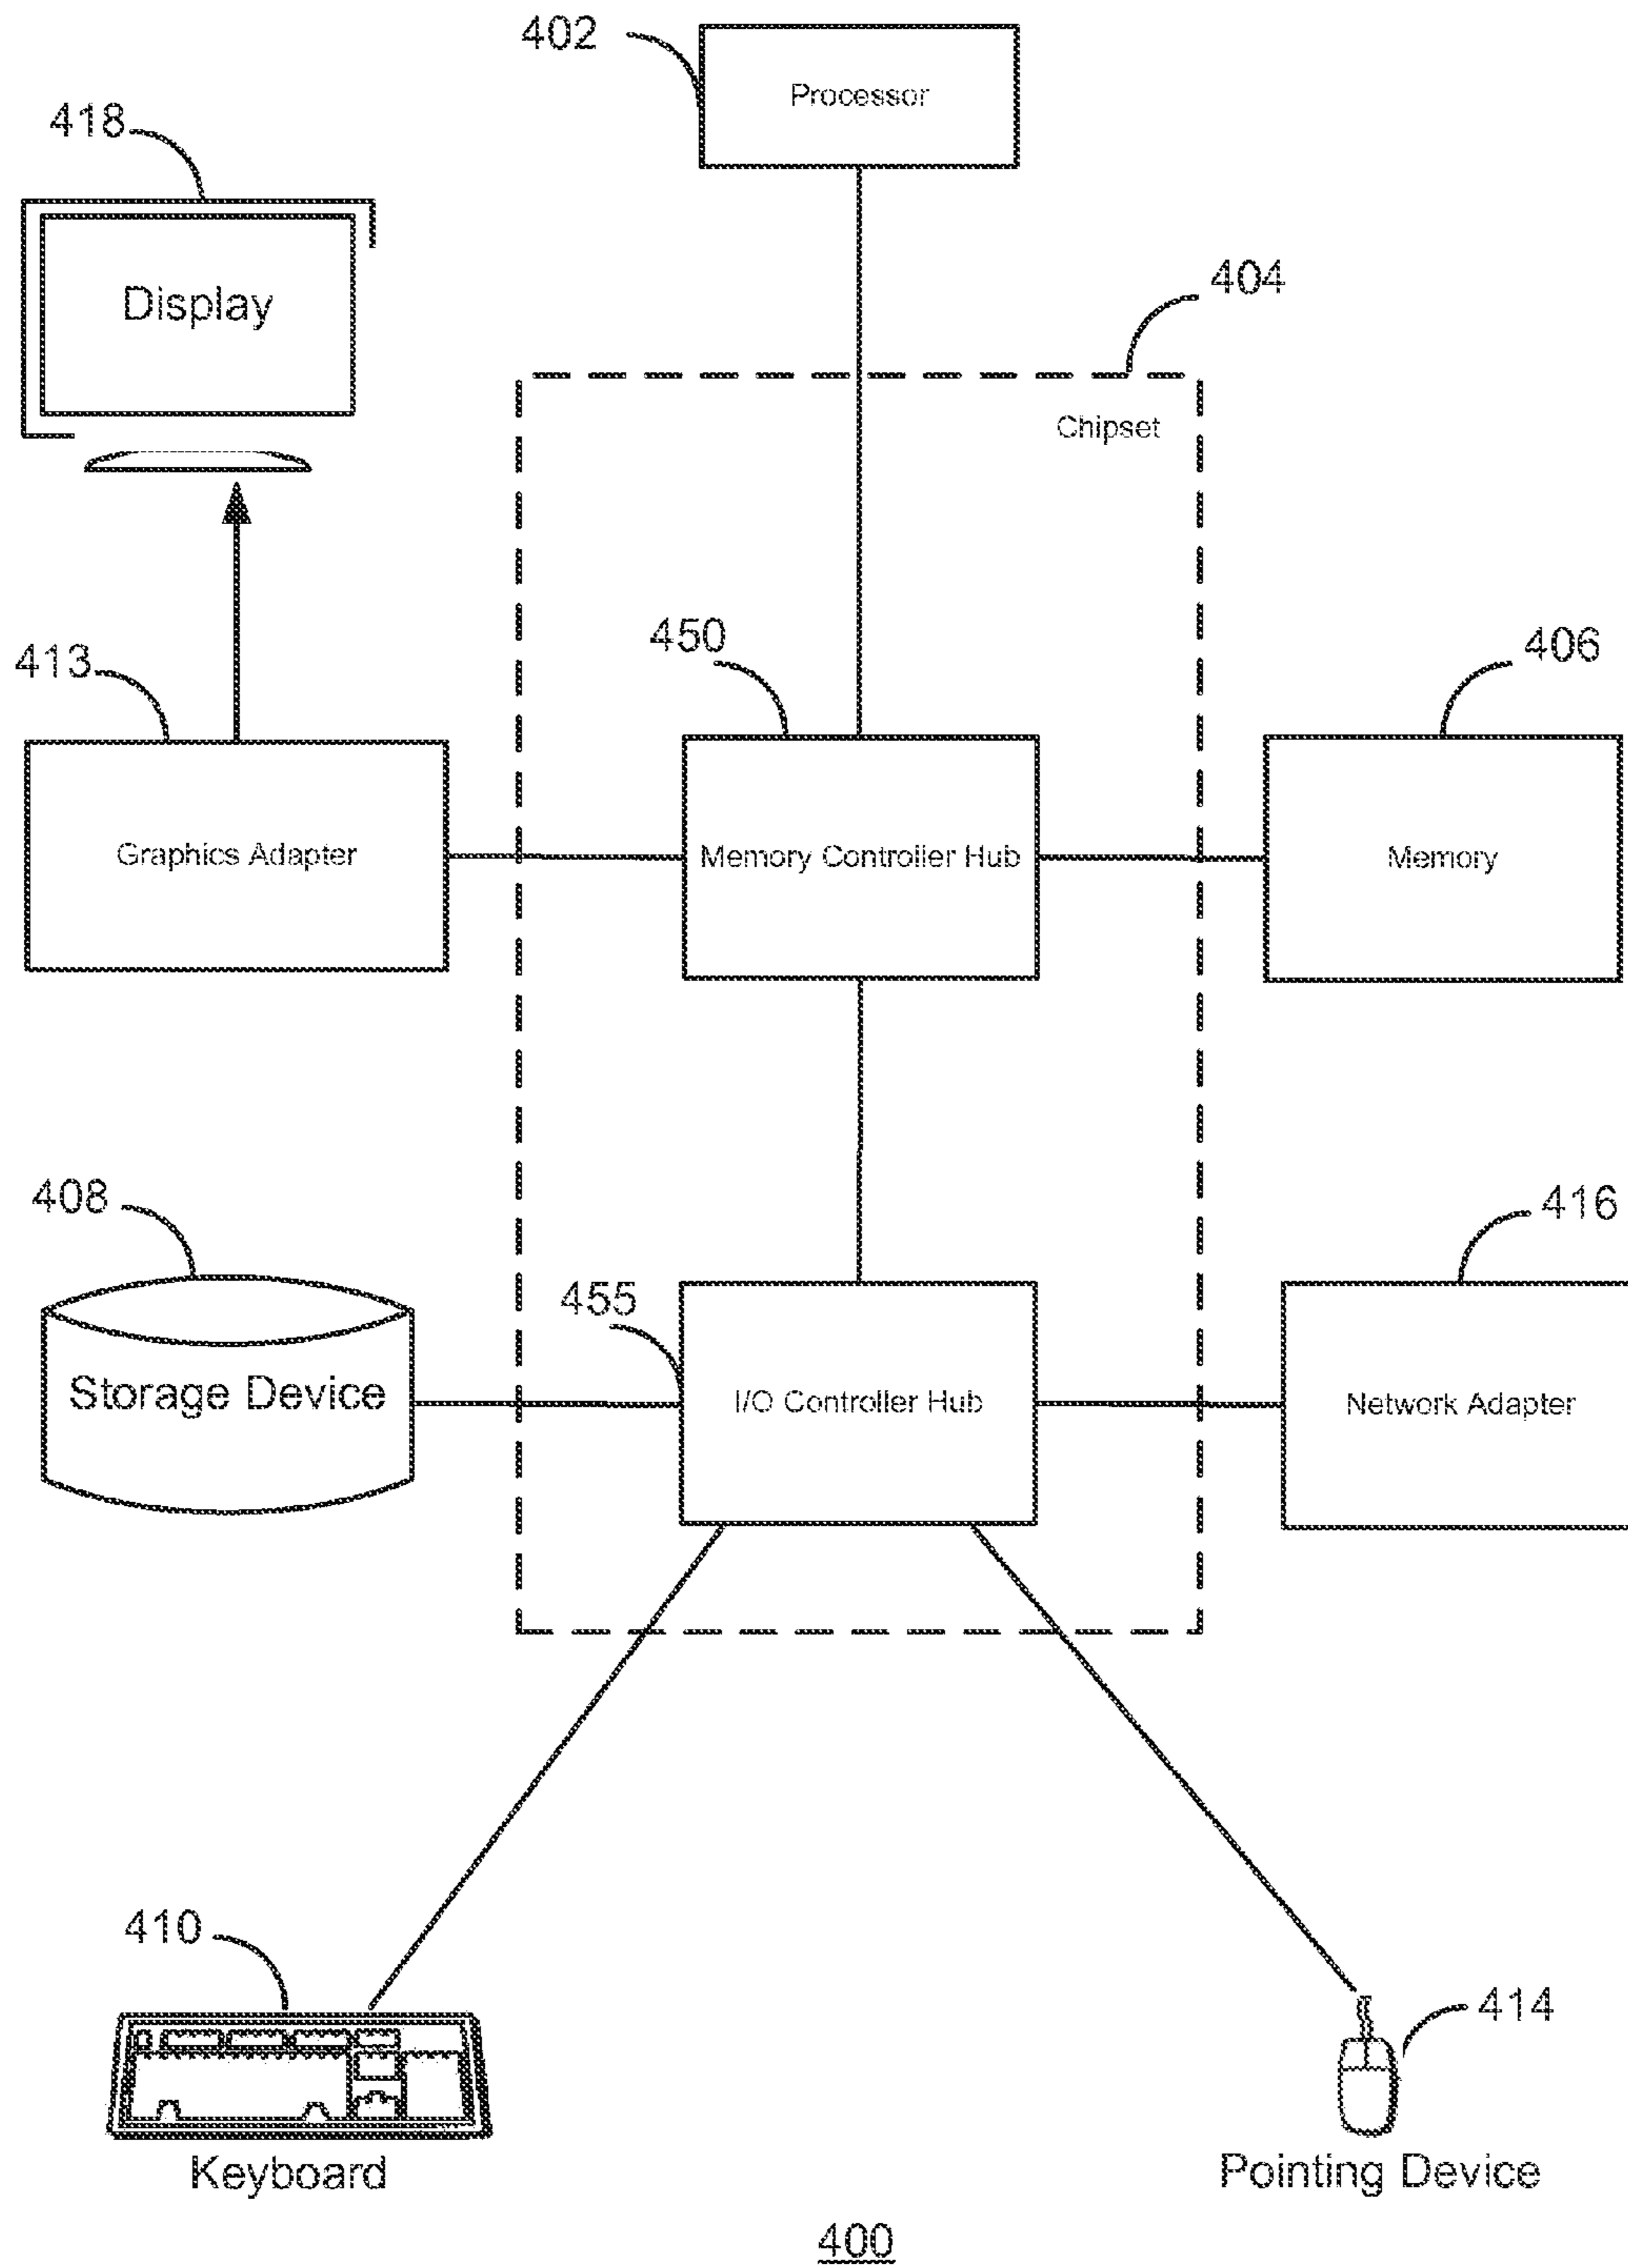 402
Processor
418
Display
404
Chipset
450
406
413
Graphics Adapter
Memory Controller Hub
Memory
408
416
455
Storage Device
I/O Controller Hub
Network Adapter
410
414
Keyboard
Pointing Device
400